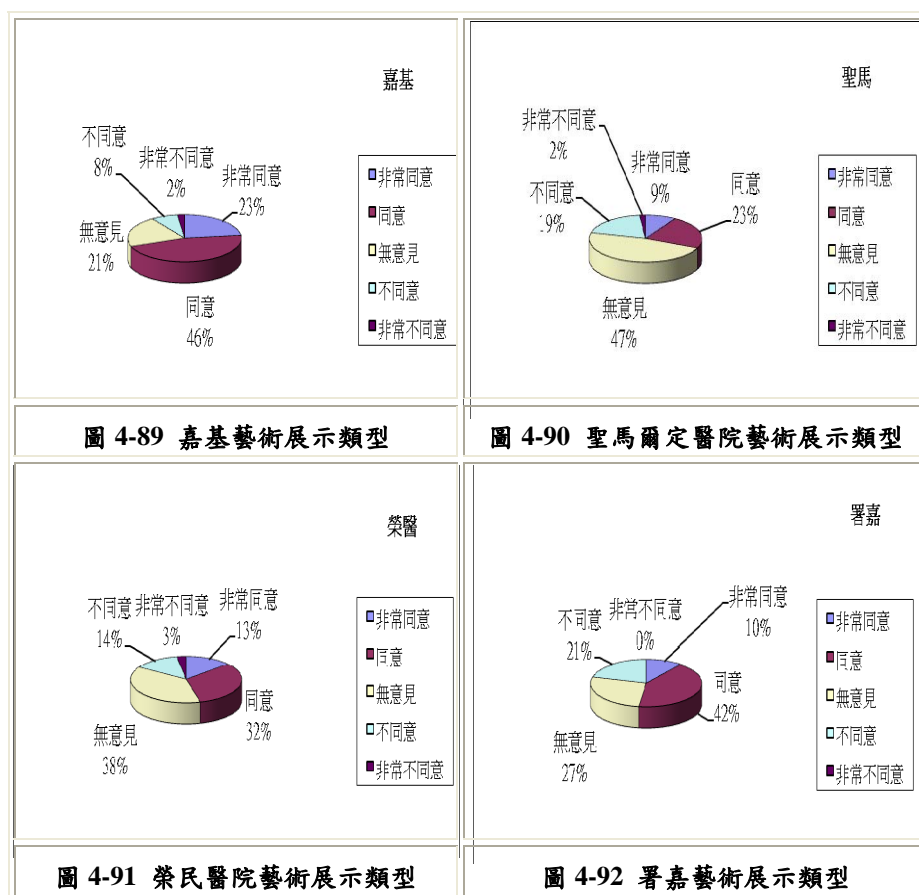 嘉基
不同意
8%
非常不同意
2%
非常同意
23%
無意見
21%
同意
46%
非常同意
同意
無意見
不同意
非常不同意
圖 4-89 嘉基藝術展示類型
聖馬
非常不同意
2%
非常同意
9%
同意
23%
不同意
19%
無意見
47%
非常同意
同意
無意見
不同意
非常不同意
圖 4-90 聖馬爾定醫院藝術展示類型
榮醫
不同意 非常不同意 非常同意
14% 3% 13%
同意
32%
無意見
38%
非常同意
同意
無意見
不同意
非常不同意
圖 4-91 榮民醫院藝術展示類型
署嘉
不同意
21%
非常不同意
0%
非常同意
10%
同意
42%
無意見
27%
非常同意
同意
無意見
不同意
非常不同意
圖 4-92 署嘉藝術展示類型